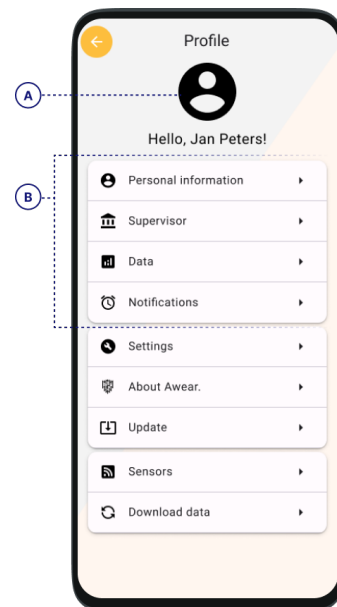 Profile
A
Hello, Jan Peters!
B
Personal information
Supervisor
Data
Notifications
Settings
About Awear.
Update
Sensors
Download data